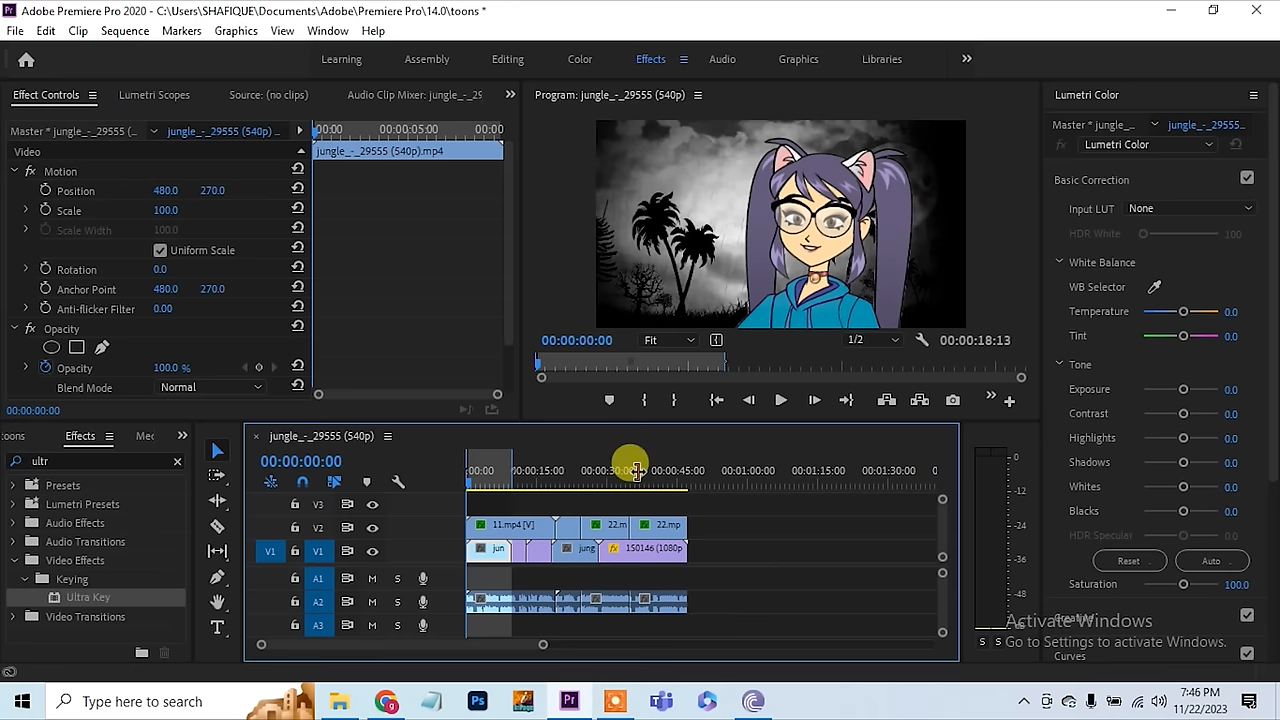 Adobe Premiere Pro 2020 - C:\Users\SHAFIQUE\Documents\Adobe\Premiere Pro\14.0\toons *
File Edit Clip Sequence Markers Graphics View Window Help
Learning Assembly Editing Color Effects Audio Graphics Libraries
Effect Controls Lumetri Scopes Source: (no clips) Audio Clip Mixer: jungle_-_29
Master * jungle_-_29555 ( jungle_-_29555 (540p)
00:00 00:00:05:00 00:00
Video
jungle_-_29555 (540p).mp4
fx Motion
Position 480.0 270.0
Scale 100.0
Scale Width 100.0
Uniform Scale
Rotation 0.0
Anchor Point 480.0 270.0
Anti-flicker Filter 0.00
fx Opacity
Opacity 100.0 %
Blend Mode Normal
00:00:00:00
Program: jungle_-_29555 (540p)
00:00:00:00 Fit 1/2 00:00:18:13
Lumetri Color
Master * jungle_-_... jungle_-_29555...
fx Lumetri Color
Basic Correction
Input LUT None
HDR White 100
White Balance
WB Selector
Temperature 0.0
Tint 0.0
Tone
Exposure 0.0
Contrast 0.0
Highlights 0.0
Shadows 0.0
Whites 0.0
Blacks 0.0
HDR Specular 0.0
Reset Auto
Saturation 100.0
Creative
Curves
Activate Windows
Go to Settings to activate Windows.
toons Effects Me
ultr
Presets
Lumetri Presets
Audio Effects
Audio Transitions
Video Effects
Keying
Ultra Key
Video Transitions
jungle_-_29555 (540p)
00:00:00:00
:00:00 00:00:15:00 00:00:30:00 00:00:45:00 00:01:00:00 00:01:15:00 00:01:30:00 0
V3
V2 11.mp4 [V] 22.m 22.mp
V1 V1 jun jung fx 150146 (1080p
A1 M S
A2 M S
A3 M S
0
-12
-24
-36
-48
-- dB
S S
Type here to search
Ps Pr
7:46 PM
11/22/2023